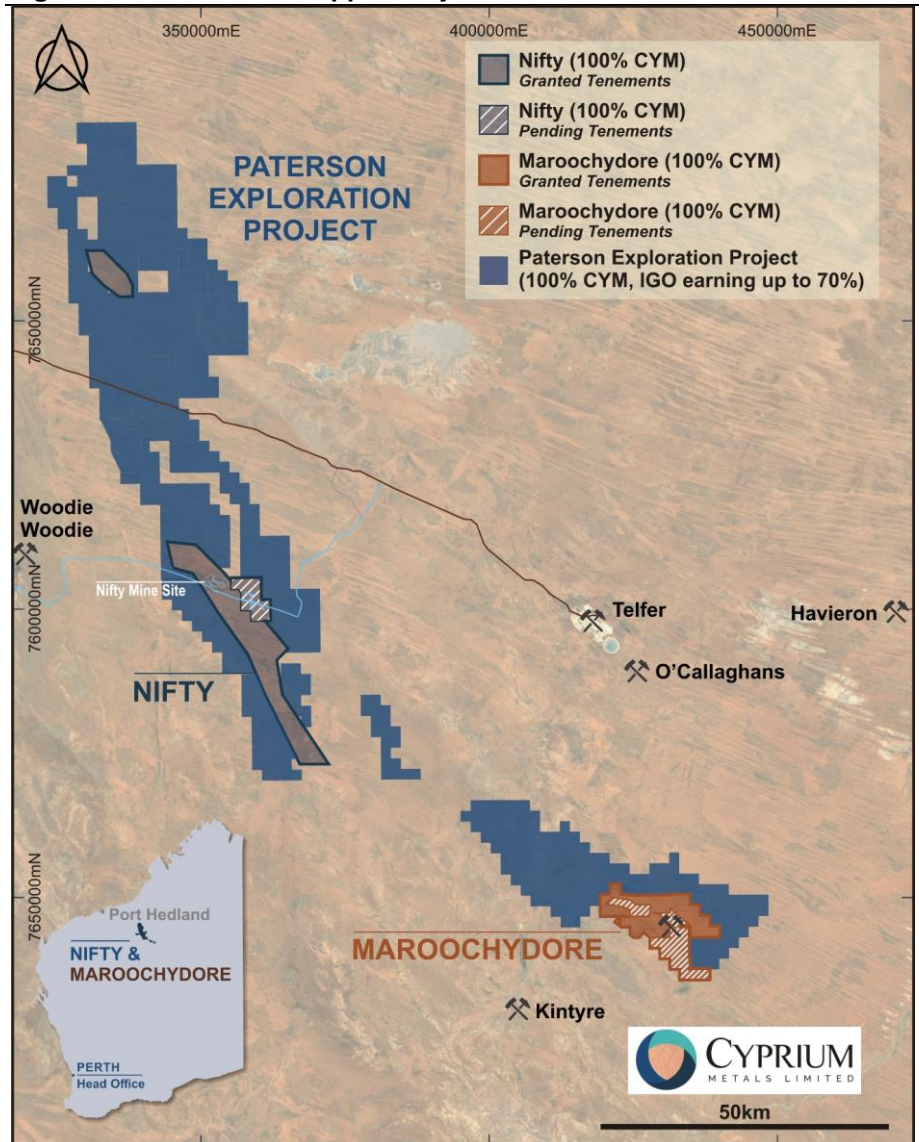 350000mE
400000mE
450000mE
Nifty (100% CYM)
Granted Tenements
Nifty (100% CYM)
Pending Tenements
Maroochydore (100% CYM)
Granted Tenements
Maroochydore (100% CYM)
Pending Tenements
Paterson Exploration Project
(100% CYM, IGO earning up to 70%)
PATERSON
EXPLORATION
PROJECT
7650000mN
Woodie
Woodie
Nifty Mine Site
7600000mN
Telfer
Havieron
O'Callaghans
NIFTY
7650000mN
MAROOCHYDORE
Kintyre
Port Hedland
NIFTY &
MAROOCHYDORE
PERTH
Head Office
CYPRIUM
METALS LIMITED
50km